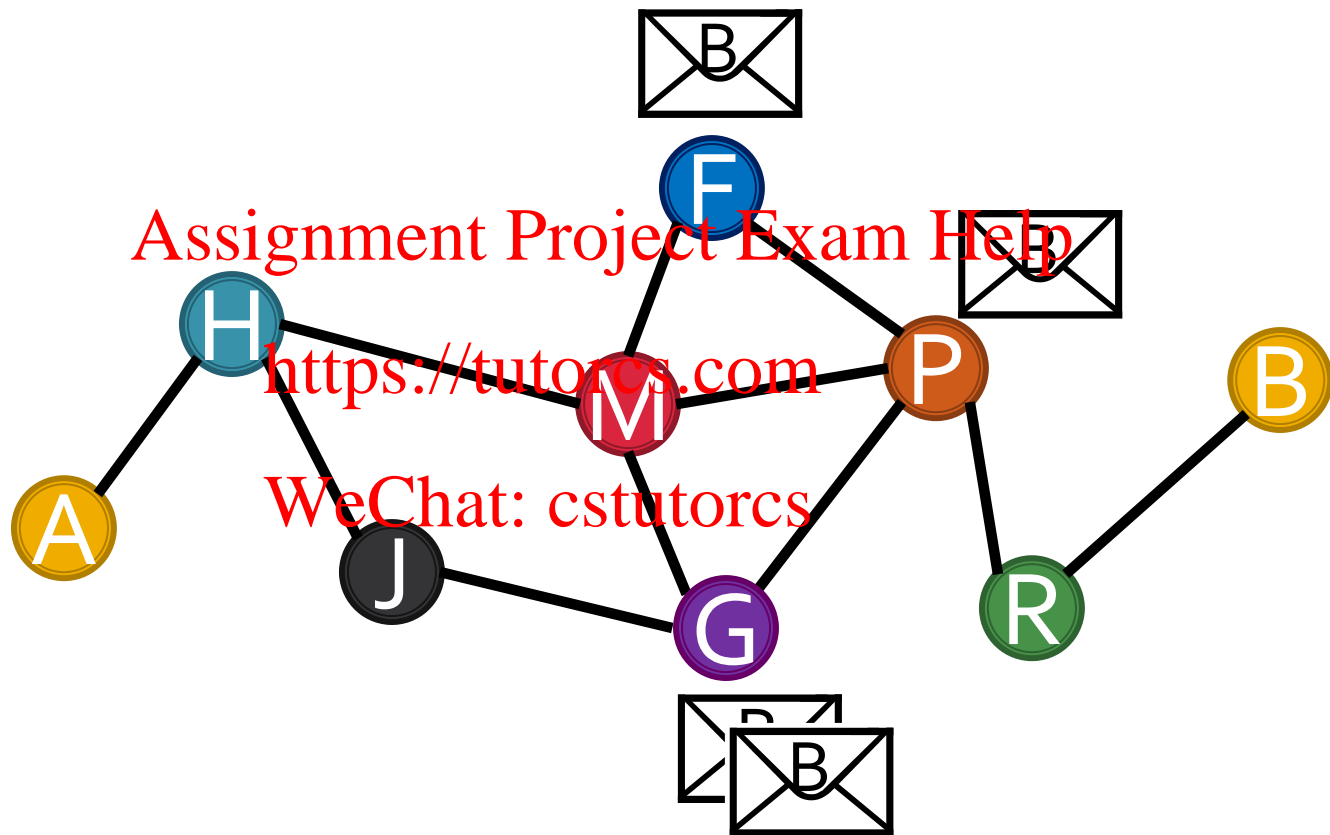 B
F
Assignment Project Exam Help
B
H
https://tutorcs.com
P
B
M
WeChat: cstutorcs
A
J
G
R
B
B